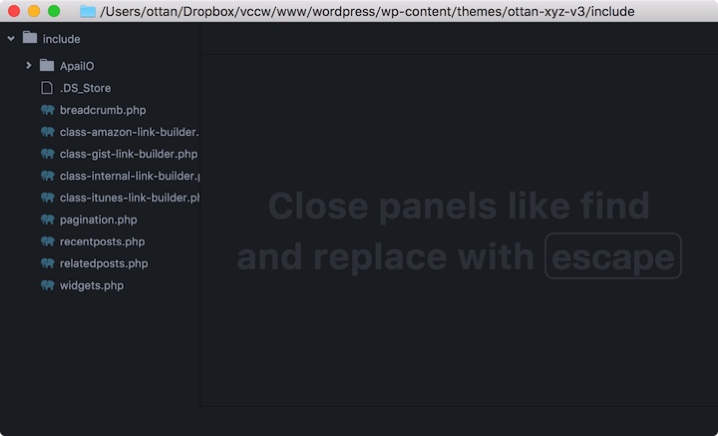 /Users/ottan/Dropbox/vccw/www/wordpress/wp-content/themes/ottan-xyz-v3/include
include
ApaiIO
.DS_Store
breadcrumb.php
class-amazon-link-builder.
class-gist-link-builder.php
class-internal-link-builder.p
class-itunes-link-builder.ph
pagination.php
recentposts.php
relatedposts.php
widgets.php
Close panels like find
and replace with escape